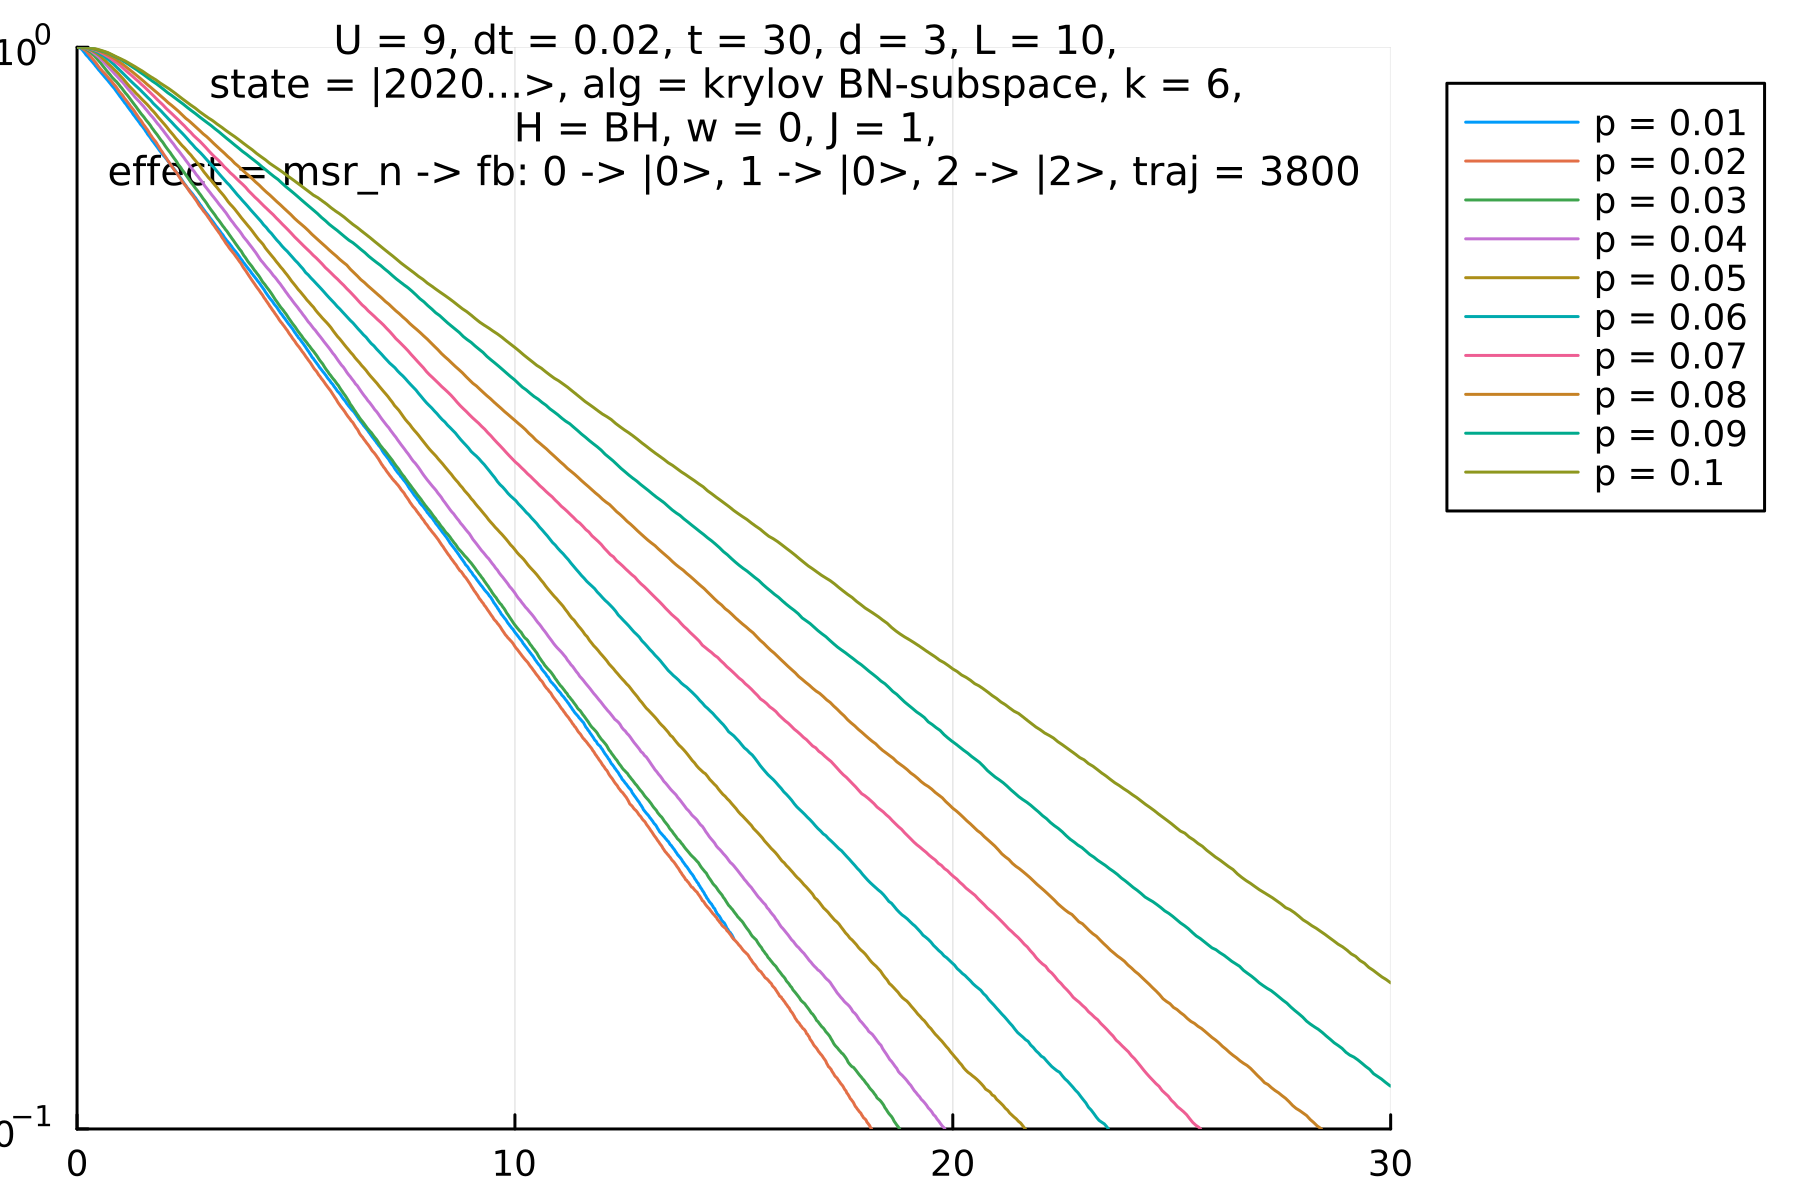 U = 9, dt = 0.02, t = 30, d = 3, L = 10,
state = |2020...>, alg = krylov BN-subspace, k = 6,
H = BH, w = 0, J = 1,
effect = msr_n -> fb: 0 -> |0>, 1 -> |0>, 2 -> |2>, traj = 3800
10⁰
0⁻¹
0
10
20
30
p = 0.01
p = 0.02
p = 0.03
p = 0.04
p = 0.05
p = 0.06
p = 0.07
p = 0.08
p = 0.09
p = 0.1